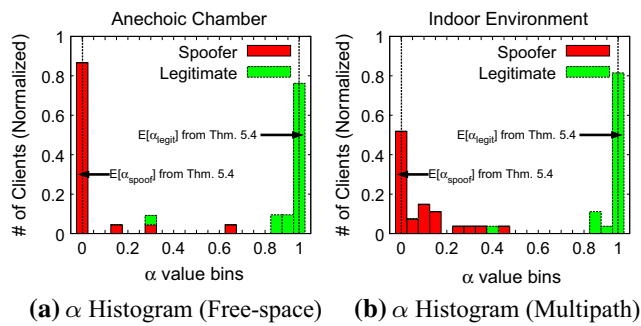 Anechoic Chamber
# of Clients (Normalized)
1
0.8
0.6
0.4
0.2
0
Spoofer
Legitimate
E[αlegit] from Thm. 5.4
E[αspoof] from Thm. 5.4
0 0.2 0.4 0.6 0.8 1
α value bins
(a) α Histogram (Free-space)
Indoor Environment
# of Clients (Normalized)
1
0.8
0.6
0.4
0.2
0
Spoofer
Legitimate
E[αlegit] from Thm. 5.4
E[αspoof] from Thm. 5.4
0 0.2 0.4 0.6 0.8 1
α value bins
(b) α Histogram (Multipath)